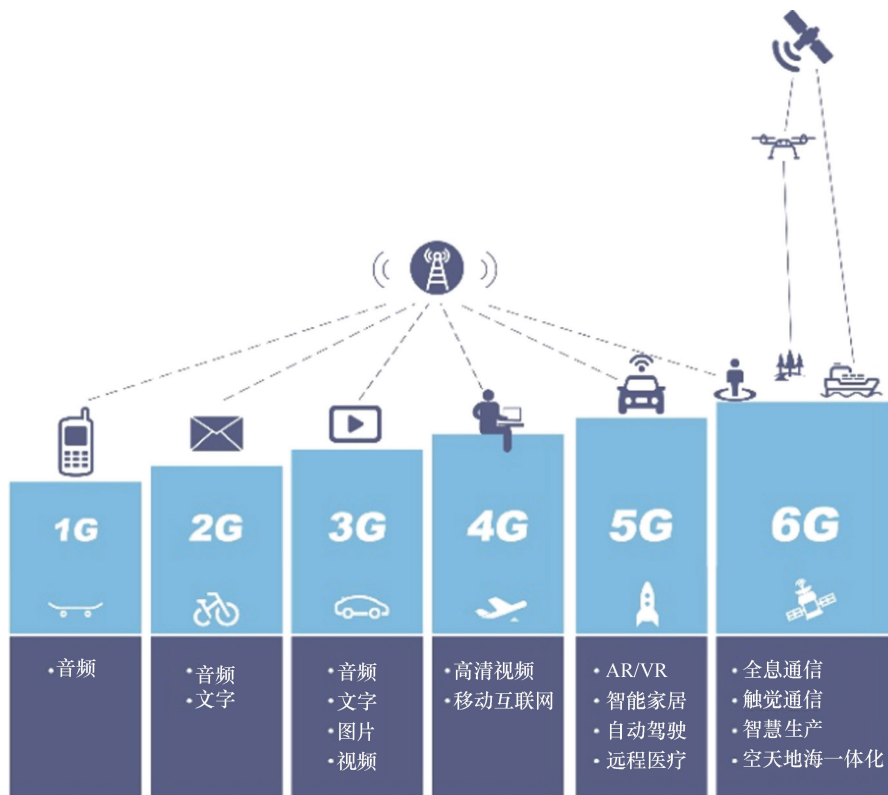 1G
2G
3G
4G
5G
6G
·音频
·音频
·文字
·音频
·文字
·图片
·视频
·高清视频
·移动互联网
·AR/VR
·智能家居
·自动驾驶
·远程医疗
·全息通信
·触觉通信
·智慧生产
·空天地海一体化